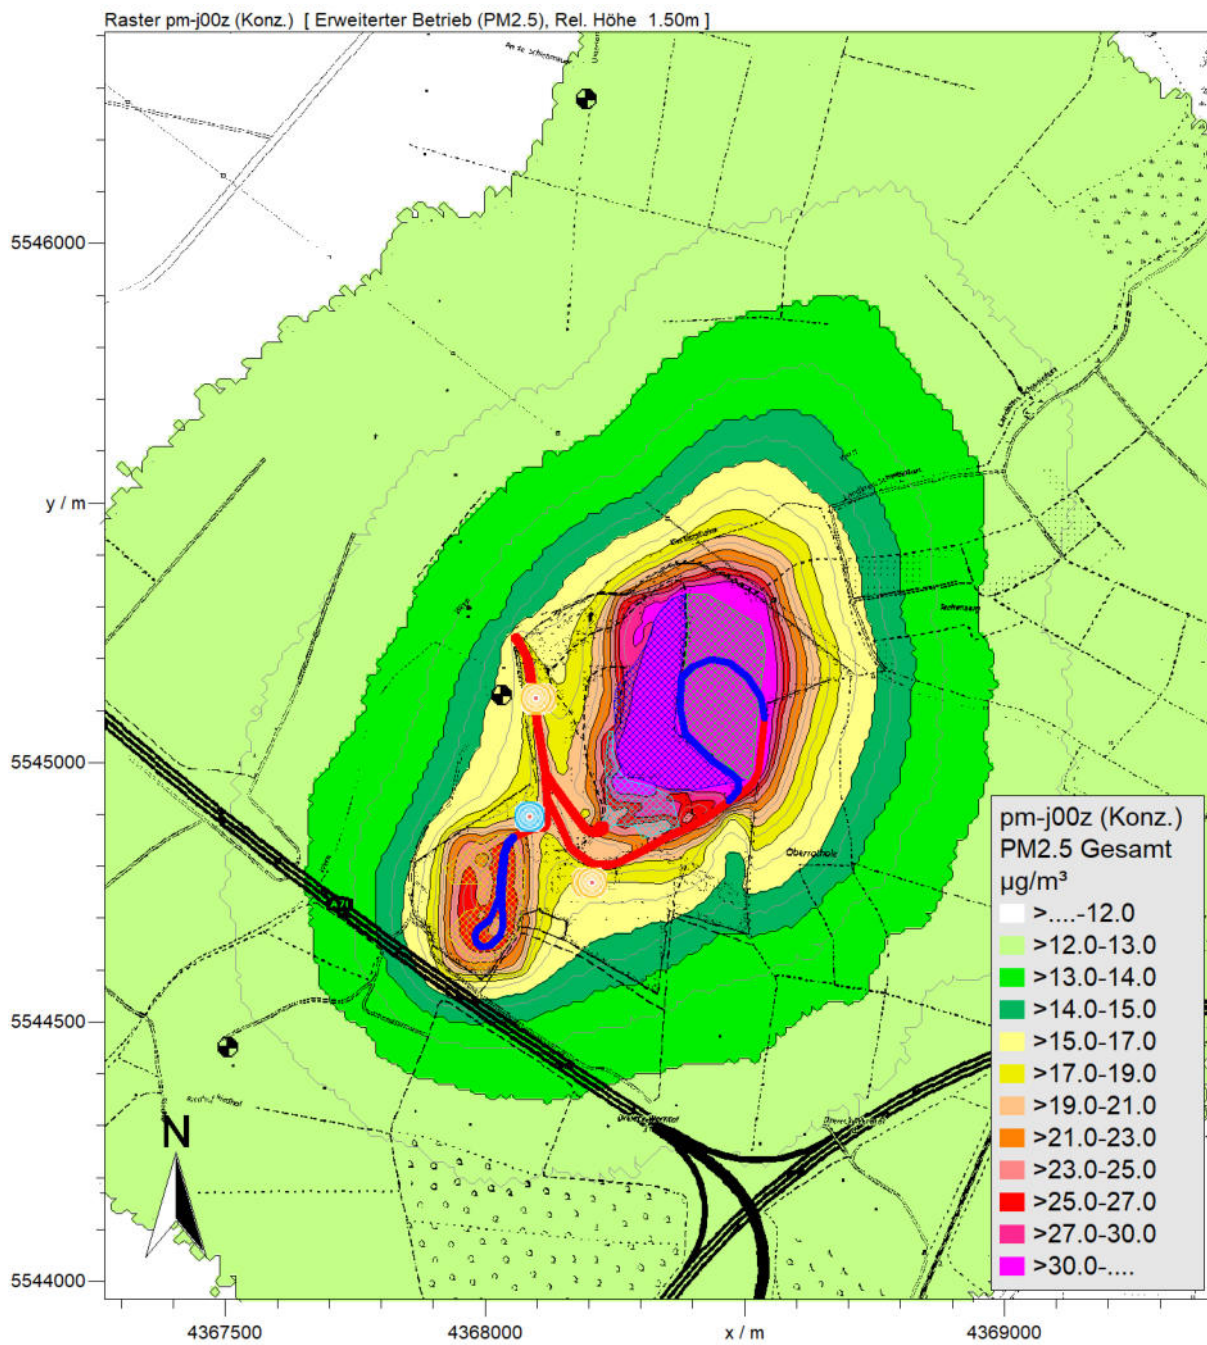 Raster pm-j00z (Konz.) [ Erweiterter Betrieb (PM2.5), Rel. Höhe 1.50m ]
5546000
y / m
5545000
5544500
5544000
Oberrothole
N
pm-j00z (Konz.)
PM2.5 Gesamt
µg/m³
>....-12.0
>12.0-13.0
>13.0-14.0
>14.0-15.0
>15.0-17.0
>17.0-19.0
>19.0-21.0
>21.0-23.0
>23.0-25.0
>25.0-27.0
>27.0-30.0
>30.0-....
4367500
4368000
x / m
4369000